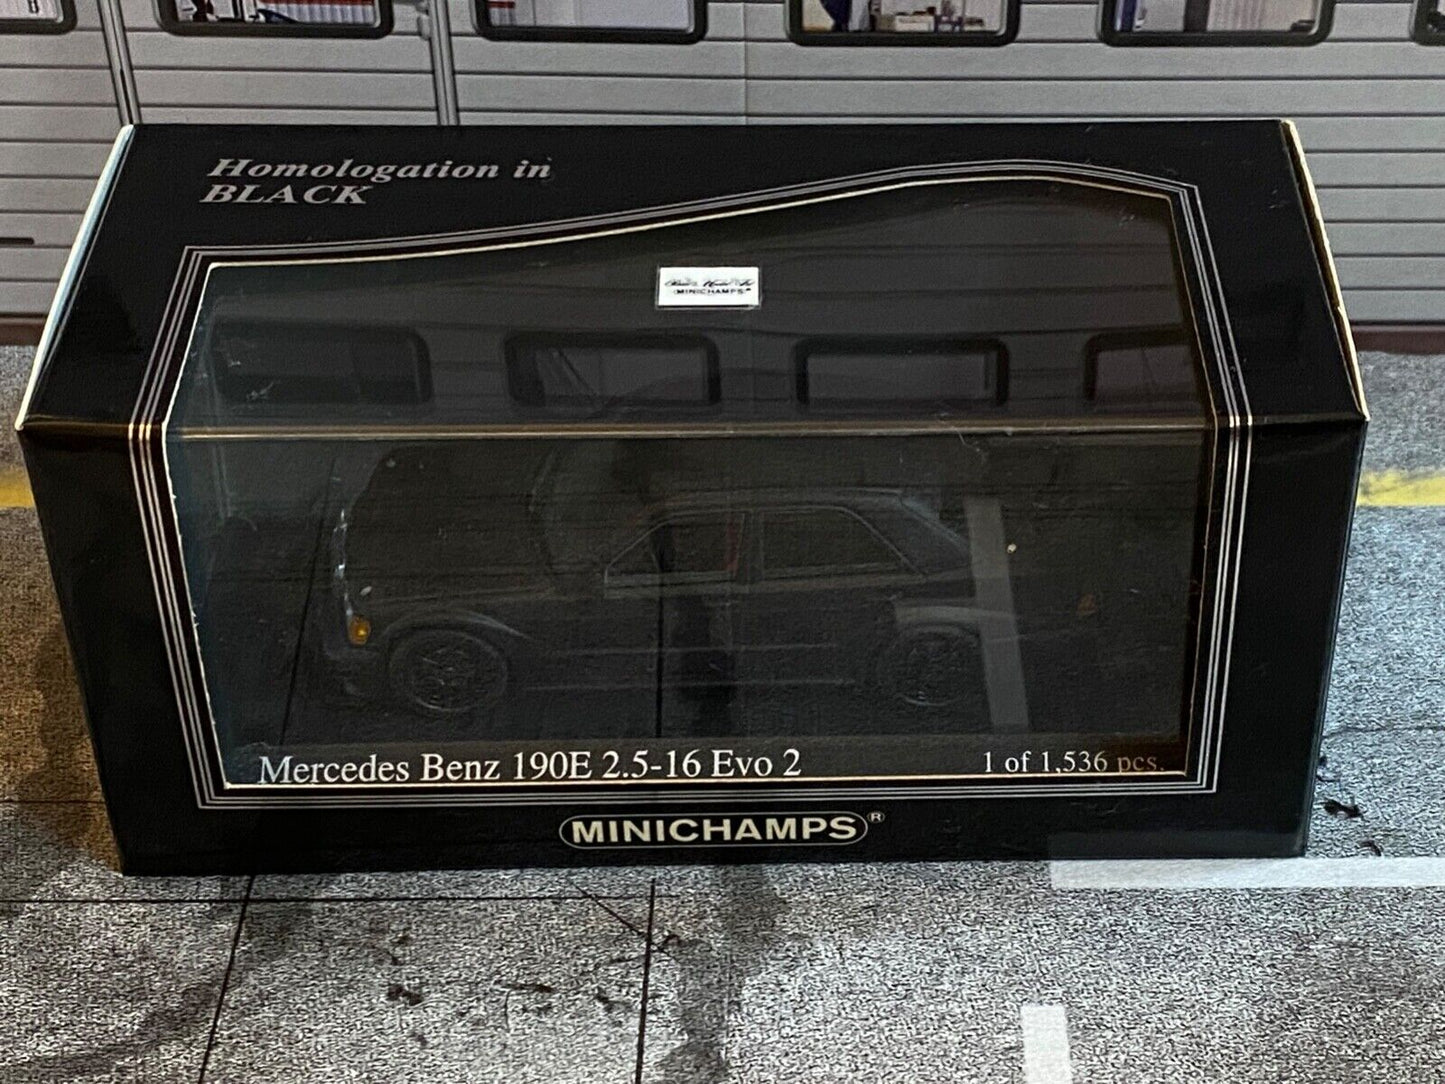 Homologation in
BLACK
MINICHAMPS®
Mercedes Benz 190E 2.5-16 Evo 2
1 of 1,536 pcs.
MINICHAMPS®